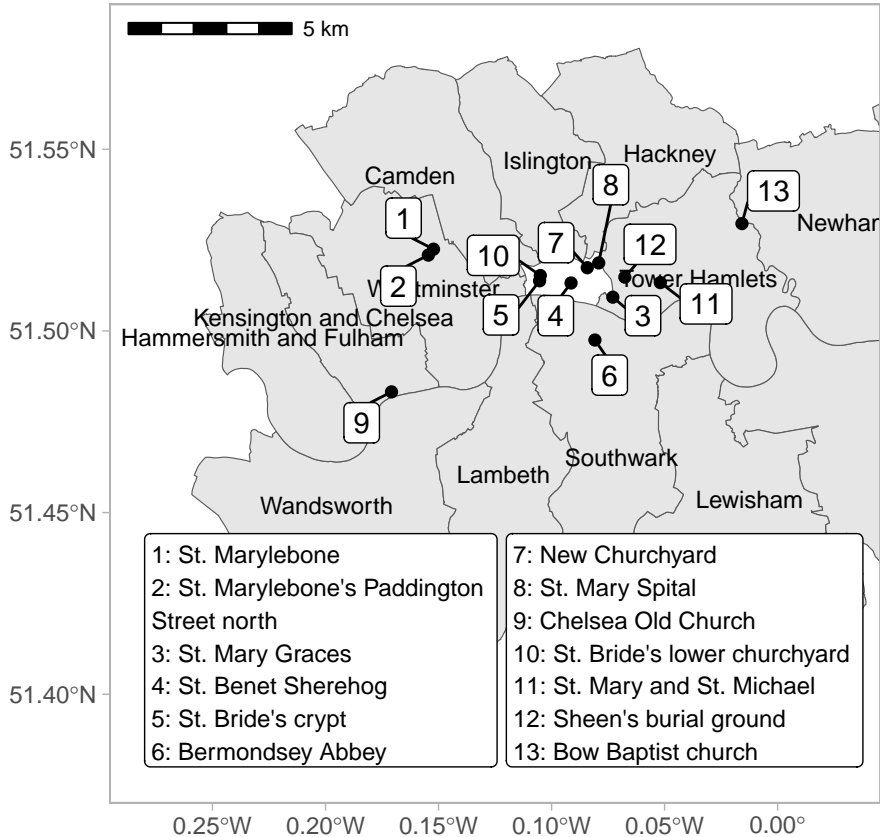 5 km
51.55°N
Hackney
Islington
Camden
8
13
1
7
12
Newham
10
2
Westminster
Tower Hamlets
5
4
3
11
Kensington and Chelsea
51.50°N
Hammersmith and Fulham
6
9
Southwark
Lambeth
51.45°N
Wandsworth
Lewisham
1: St. Marylebone
2: St. Marylebone's Paddington
Street north
3: St. Mary Graces
4: St. Benet Sherehog
5: St. Bride's crypt
6: Bermondsey Abbey
7: New Churchyard
8: St. Mary Spital
9: Chelsea Old Church
10: St. Bride's lower churchyard
11: St. Mary and St. Michael
12: Sheen's burial ground
13: Bow Baptist church
51.40°N
0.25°W
0.20°W
0.15°W
0.10°W
0.05°W
0.00°